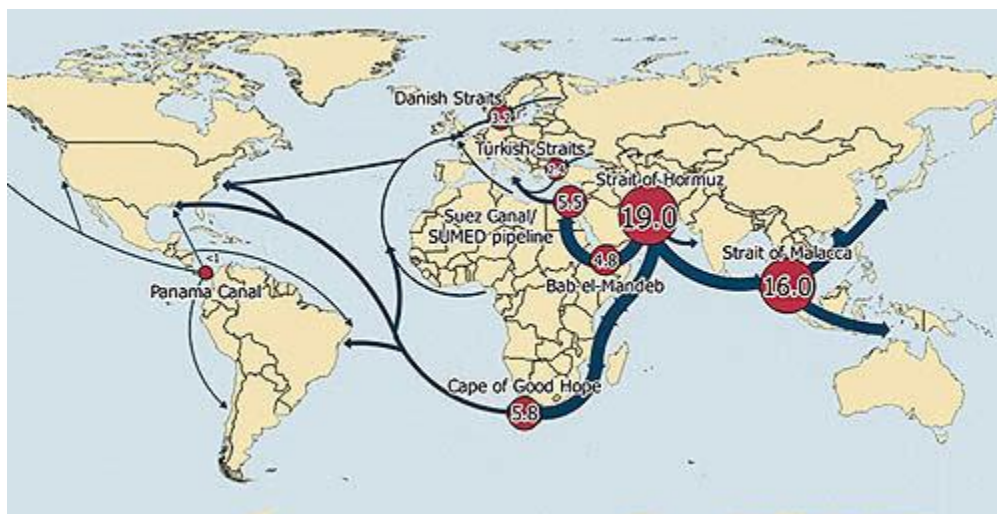 Danish Straits
3.2
Turkish Straits
2.4
Strait of Hormuz
5.5
19.0
Suez Canal/
SUMED pipeline
4.8
Bab el-Mandeb
Strait of Malacca
16.0
<1
Panama Canal
Cape of Good Hope
5.8